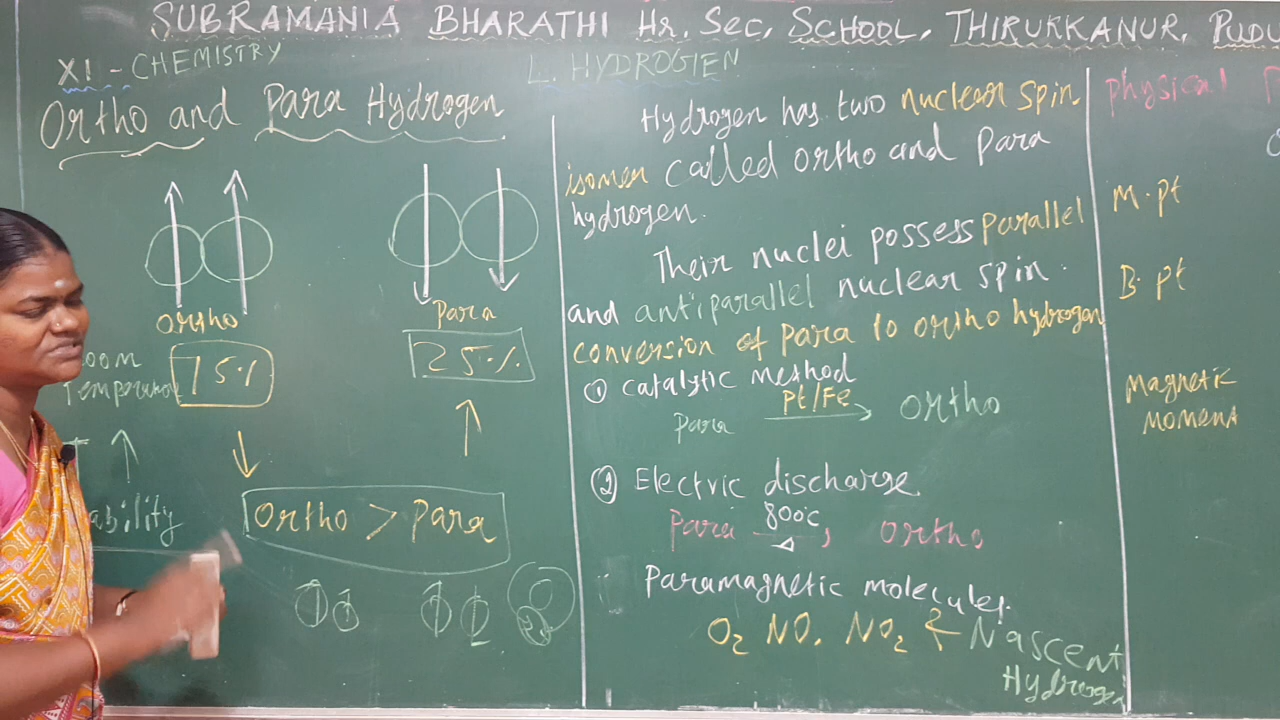 SUBRAMANIA BHARATHI Hr. Sec. SCHOOL, THIRUKKANUR, PUDU
XI - CHEMISTRY
L. HYDROGEN
Ortho and Para Hydrogen
ortho
Para
Room
Temperature
75%
25%
ability
Ortho > Para
Hydrogen has two nuclear spin
isomer called ortho and para
hydrogen.
Their nuclei possess parallel
and antiparallel nuclear spin.
conversion of Para to ortho hydrogen
① Catalytic method
Para Pt/Fe → Ortho
② Electric discharge
Para 800°C Δ → ortho
Paramagnetic molecules.
O2 NO, NO2 & Nascent
Hydrogen
physical
M.pt
B.pt
Magnetic
moment